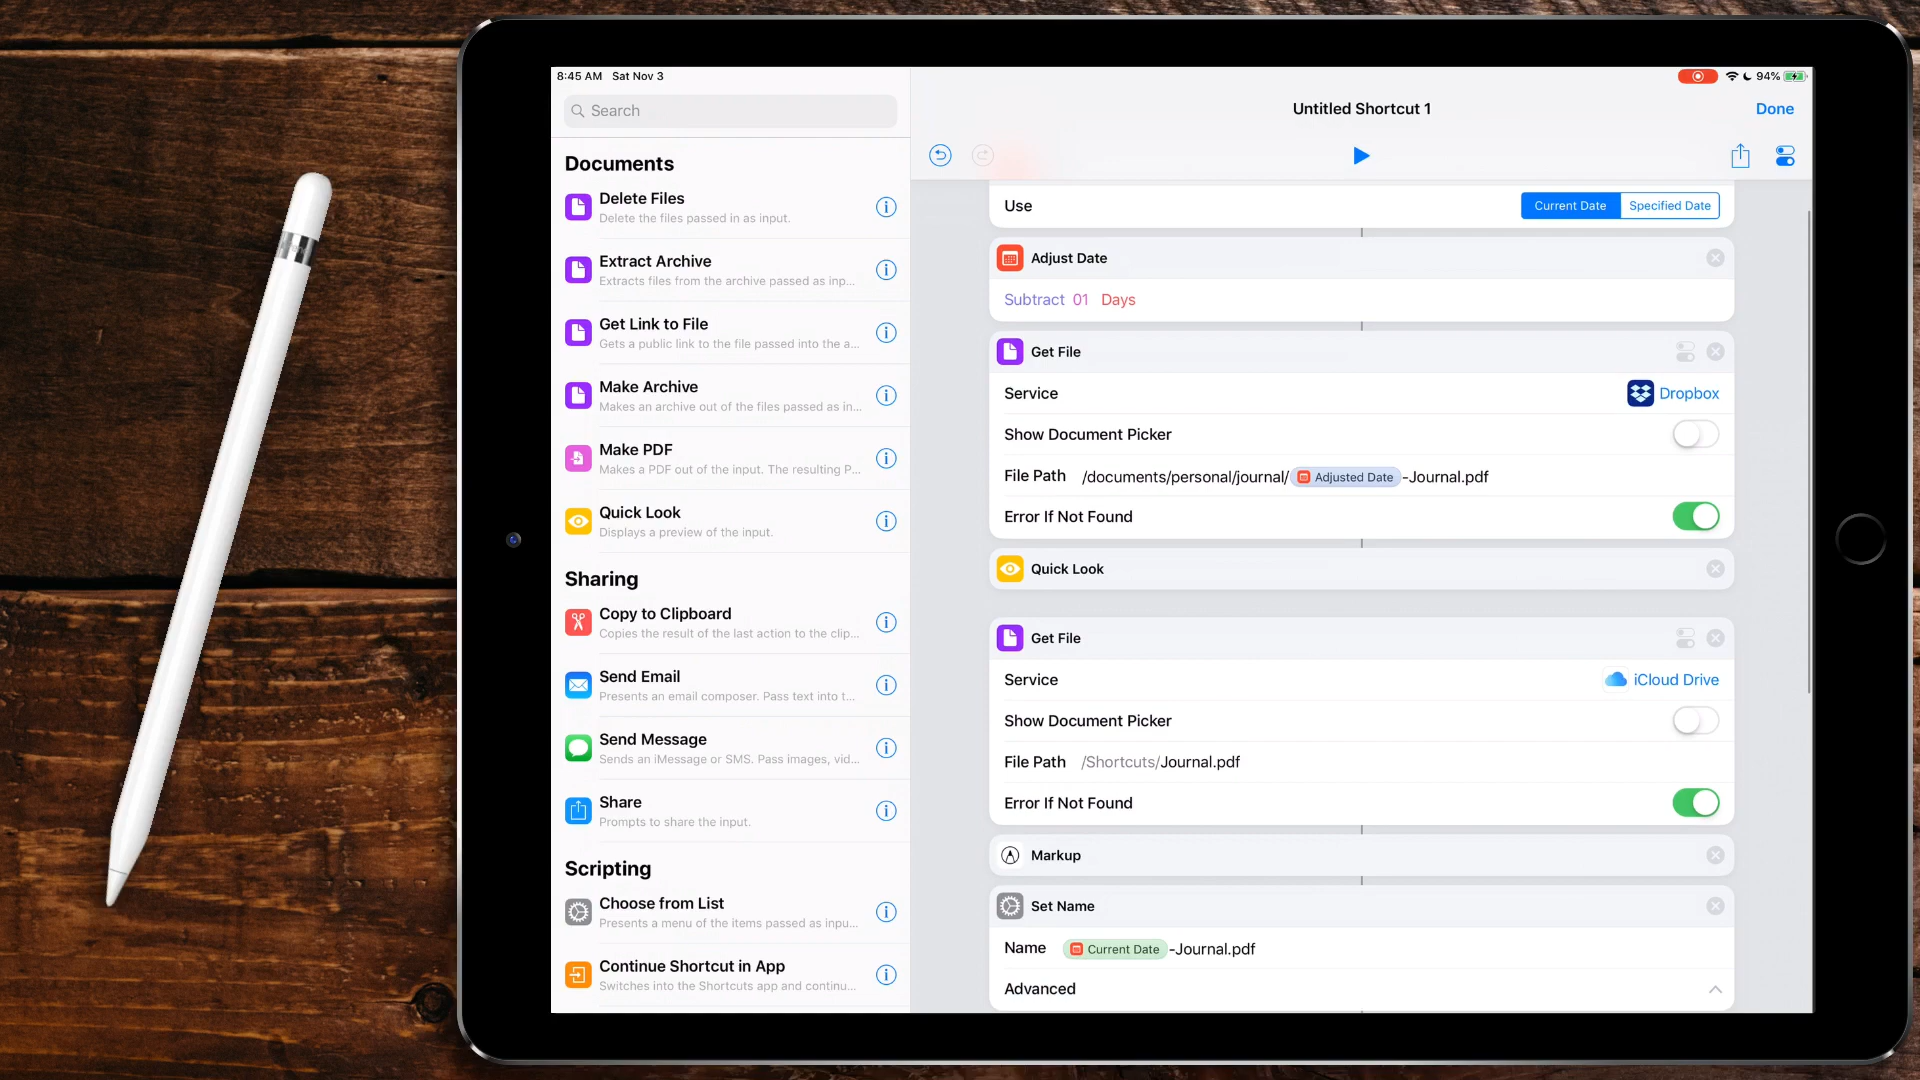 8:45 AM Sat Nov 3
94%
Search
Documents
Delete Files
Delete the files passed in as input.
Extract Archive
Extracts files from the archive passed as inp...
Get Link to File
Gets a public link to the file passed into the a...
Make Archive
Makes an archive out of the files passed as in...
Make PDF
Makes a PDF out of the input. The resulting P...
Quick Look
Displays a preview of the input.
Sharing
Copy to Clipboard
Copies the result of the last action to the clip...
Send Email
Presents an email composer. Pass text into t...
Send Message
Sends an iMessage or SMS. Pass images, vid...
Share
Prompts to share the input.
Scripting
Choose from List
Presents a menu of the items passed as inpu...
Continue Shortcut in App
Switches into the Shortcuts app and continu...
Untitled Shortcut 1
Done
Use Current Date Specified Date
Adjust Date
Subtract 01 Days
Get File
Service Dropbox
Show Document Picker
File Path /documents/personal/journal/ Adjusted Date -Journal.pdf
Error If Not Found
Quick Look
Get File
Service iCloud Drive
Show Document Picker
File Path /Shortcuts/Journal.pdf
Error If Not Found
Markup
Set Name
Name Current Date -Journal.pdf
Advanced